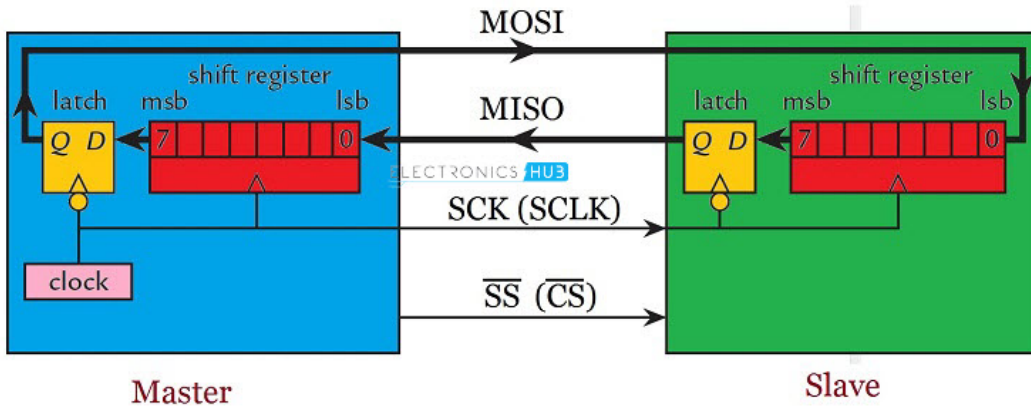 MOSI
shift register
shift register
latch msb lsb
MISO
latch msb lsb
Q D
7 0
Q D
7 0
ELECTRONICS HUB
SCK (SCLK)
clock
SS (CS)
Master
Slave